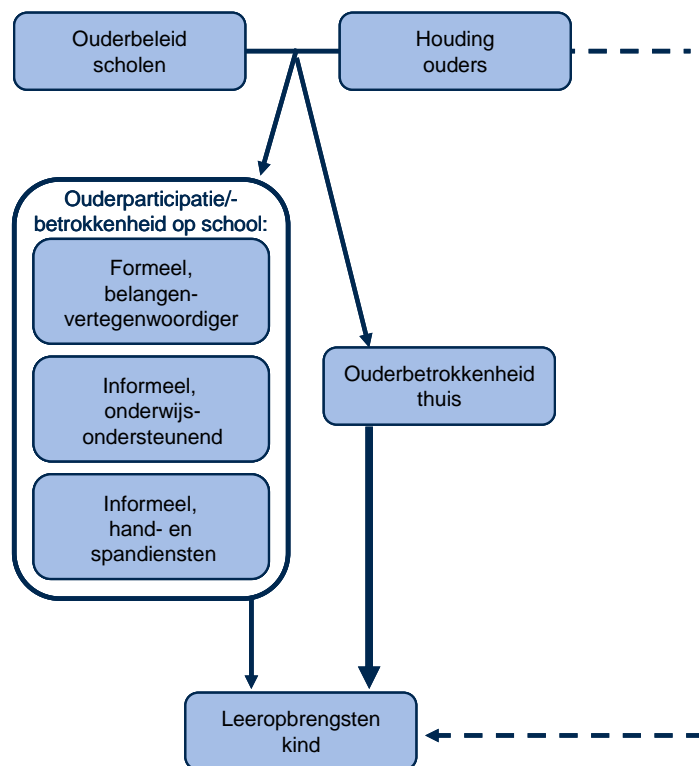 Ouderbeleid
scholen
Houding
ouders
Ouderparticipatie/-
betrokkenheid op school:
Formeel,
belangen-
vertegenwoordiger
Informeel,
onderwijs-
ondersteunend
Informeel,
hand- en
spandiensten
Ouderbetrokkenheid
thuis
Leeropbrengsten
kind